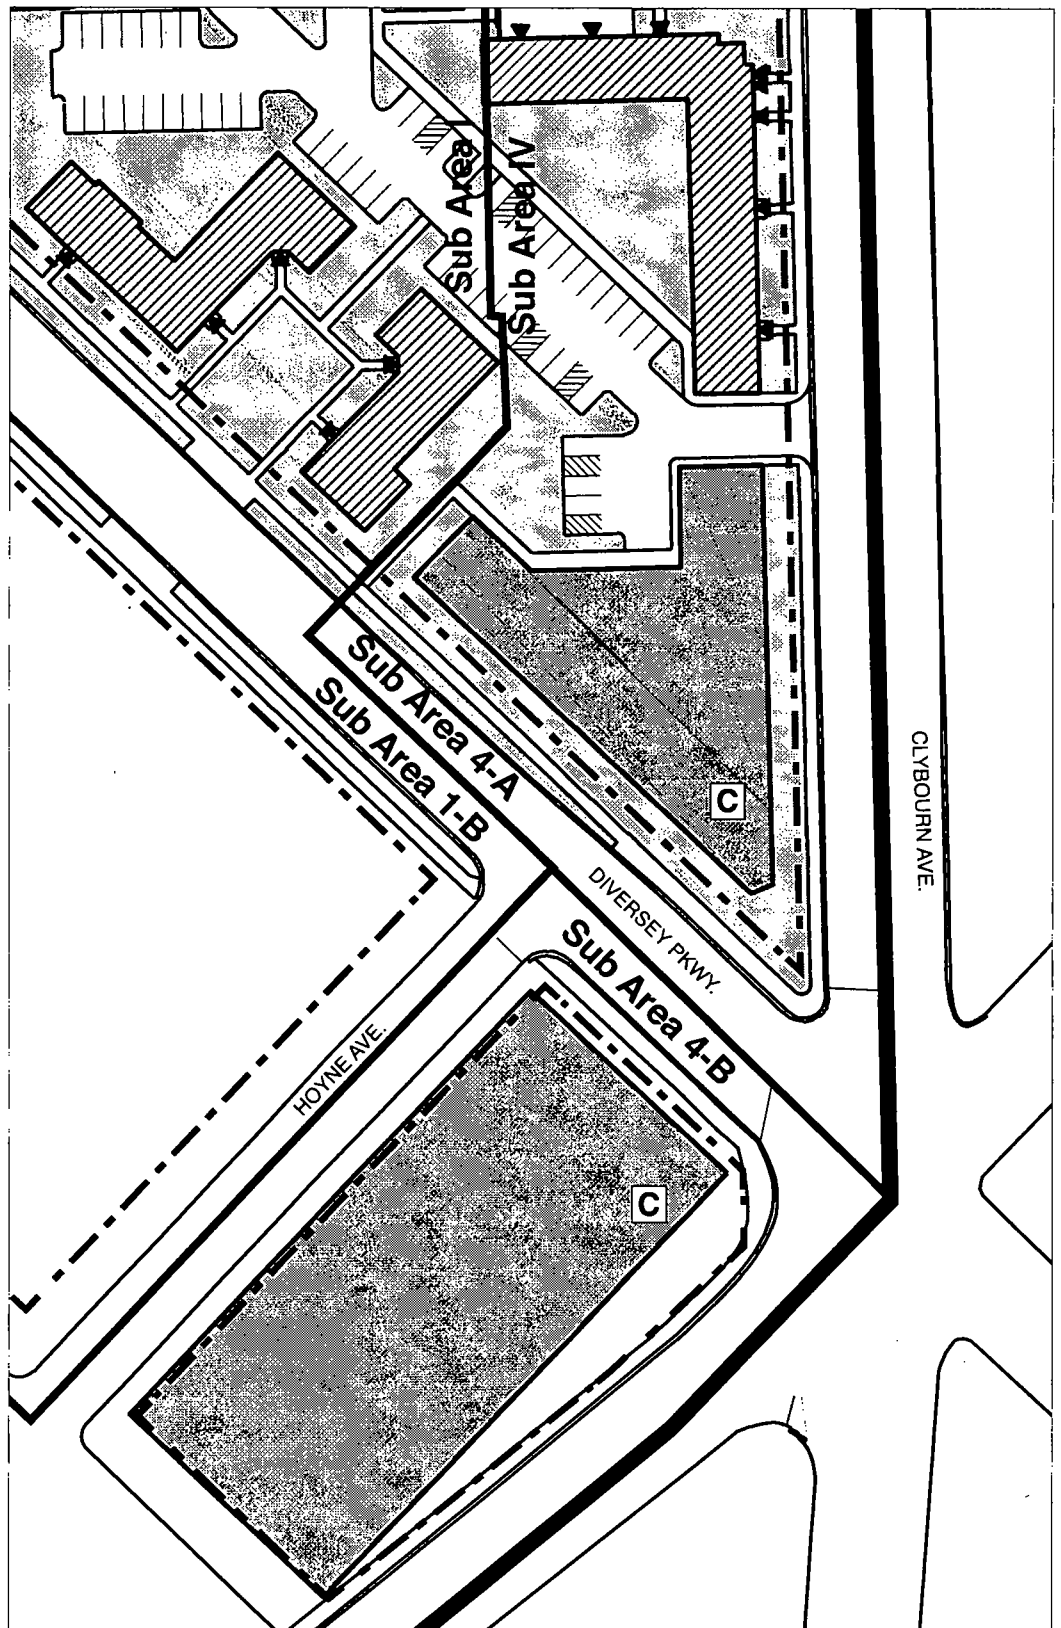 Sub Area I
Sub Area IV
Sub Area 4-A
Sub Area 1-B
C
CLYBOURN AVE.
DIVERSEY PKWY.
Sub Area 4-B
HOYNE AVE.
C